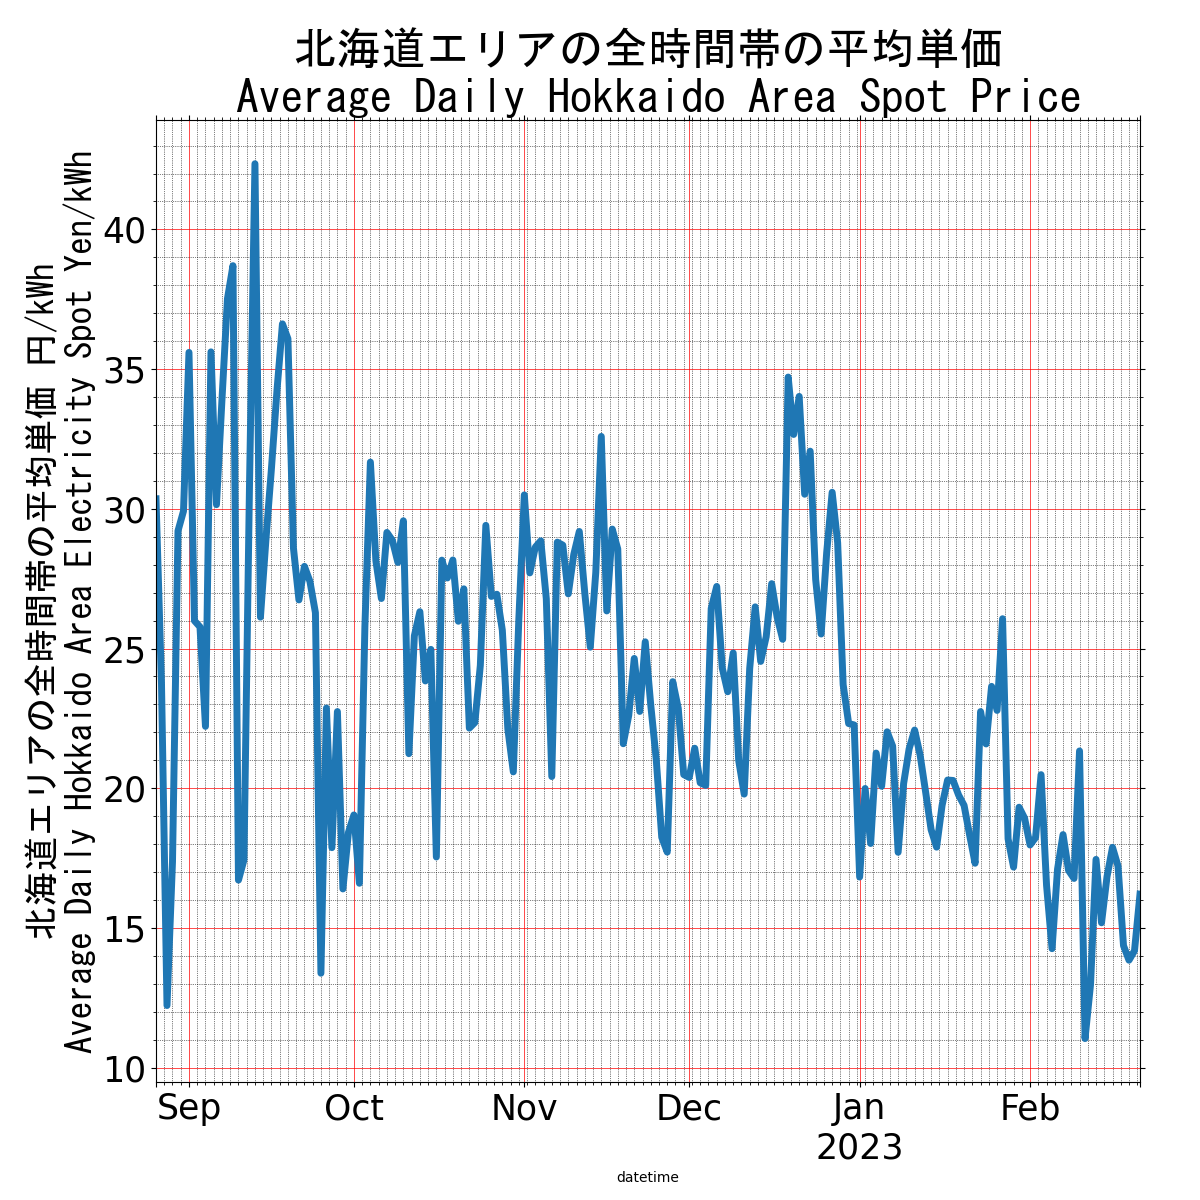 北海道エリアの全時間帯の平均単価
Average Daily Hokkaido Area Spot Price
北海道エリアの全時間帯の平均単価 円/kWh
Average Daily Hokkaido Area Electricity Spot Yen/kWh
40
35
30
25
20
15
10
Sep Oct Nov Dec Jan Feb
2023
datetime